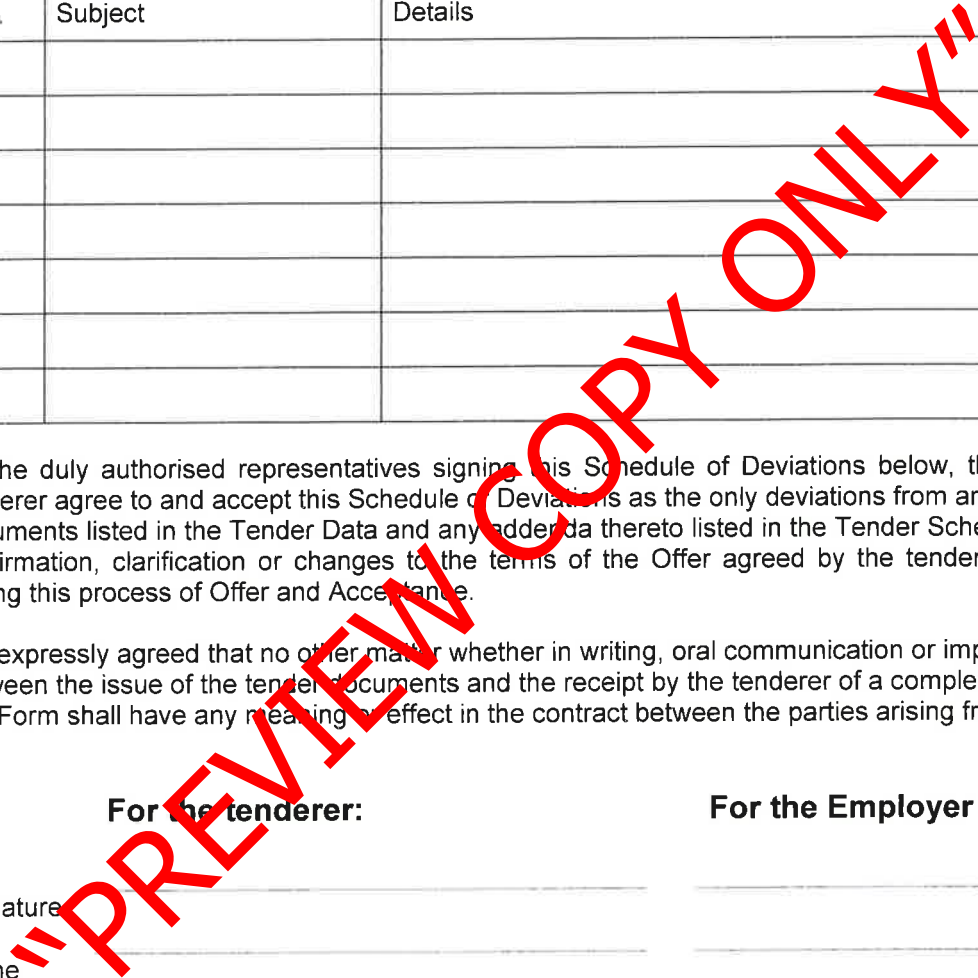 Subject Details
he duly authorised representatives signing this Schedule of Deviations below, th
erer agree to and accept this Schedule of Deviations as the only deviations from an
uments listed in the Tender Data and any addenda thereto listed in the Tender Sche
irmation, clarification or changes to the terms of the Offer agreed by the tender
ng this process of Offer and Acceptance.
expressly agreed that no other matter whether in writing, oral communication or imp
veen the issue of the tender documents and the receipt by the tenderer of a comple
Form shall have any meaning or effect in the contract between the parties arising fr
For the tenderer: For the Employer
ature
ne
"PREVIEW COPY ONLY"